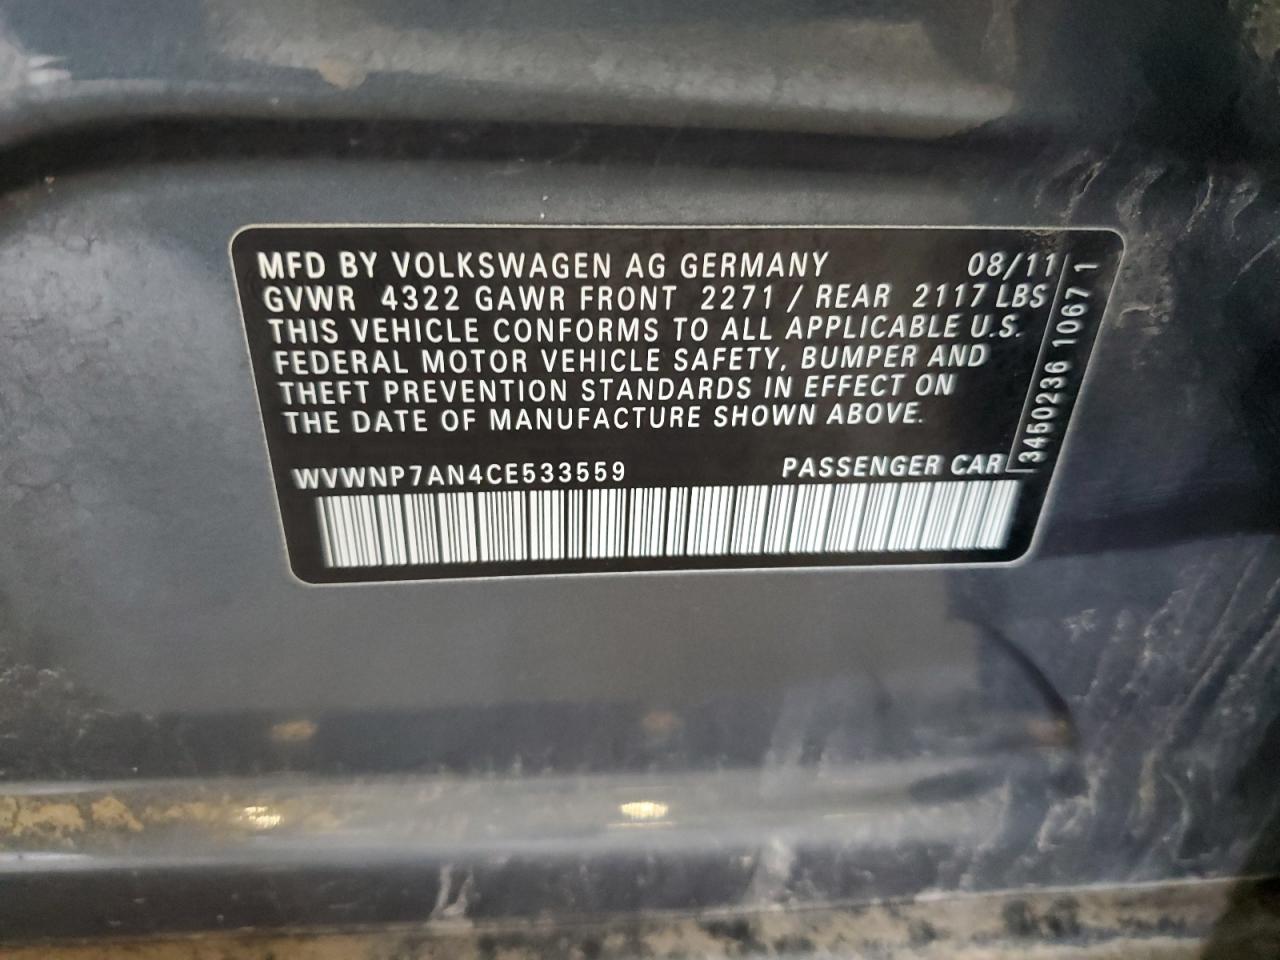 MFD BY VOLKSWAGEN AG GERMANY 08/11
GVWR 4322 GAWR FRONT 2271 / REAR 2117 LBS
THIS VEHICLE CONFORMS TO ALL APPLICABLE U.S.
FEDERAL MOTOR VEHICLE SAFETY, BUMPER AND
THEFT PREVENTION STANDARDS IN EFFECT ON
THE DATE OF MANUFACTURE SHOWN ABOVE.
WVWNP7AN4CE533559 PASSENGER CAR
3450236 1067 1